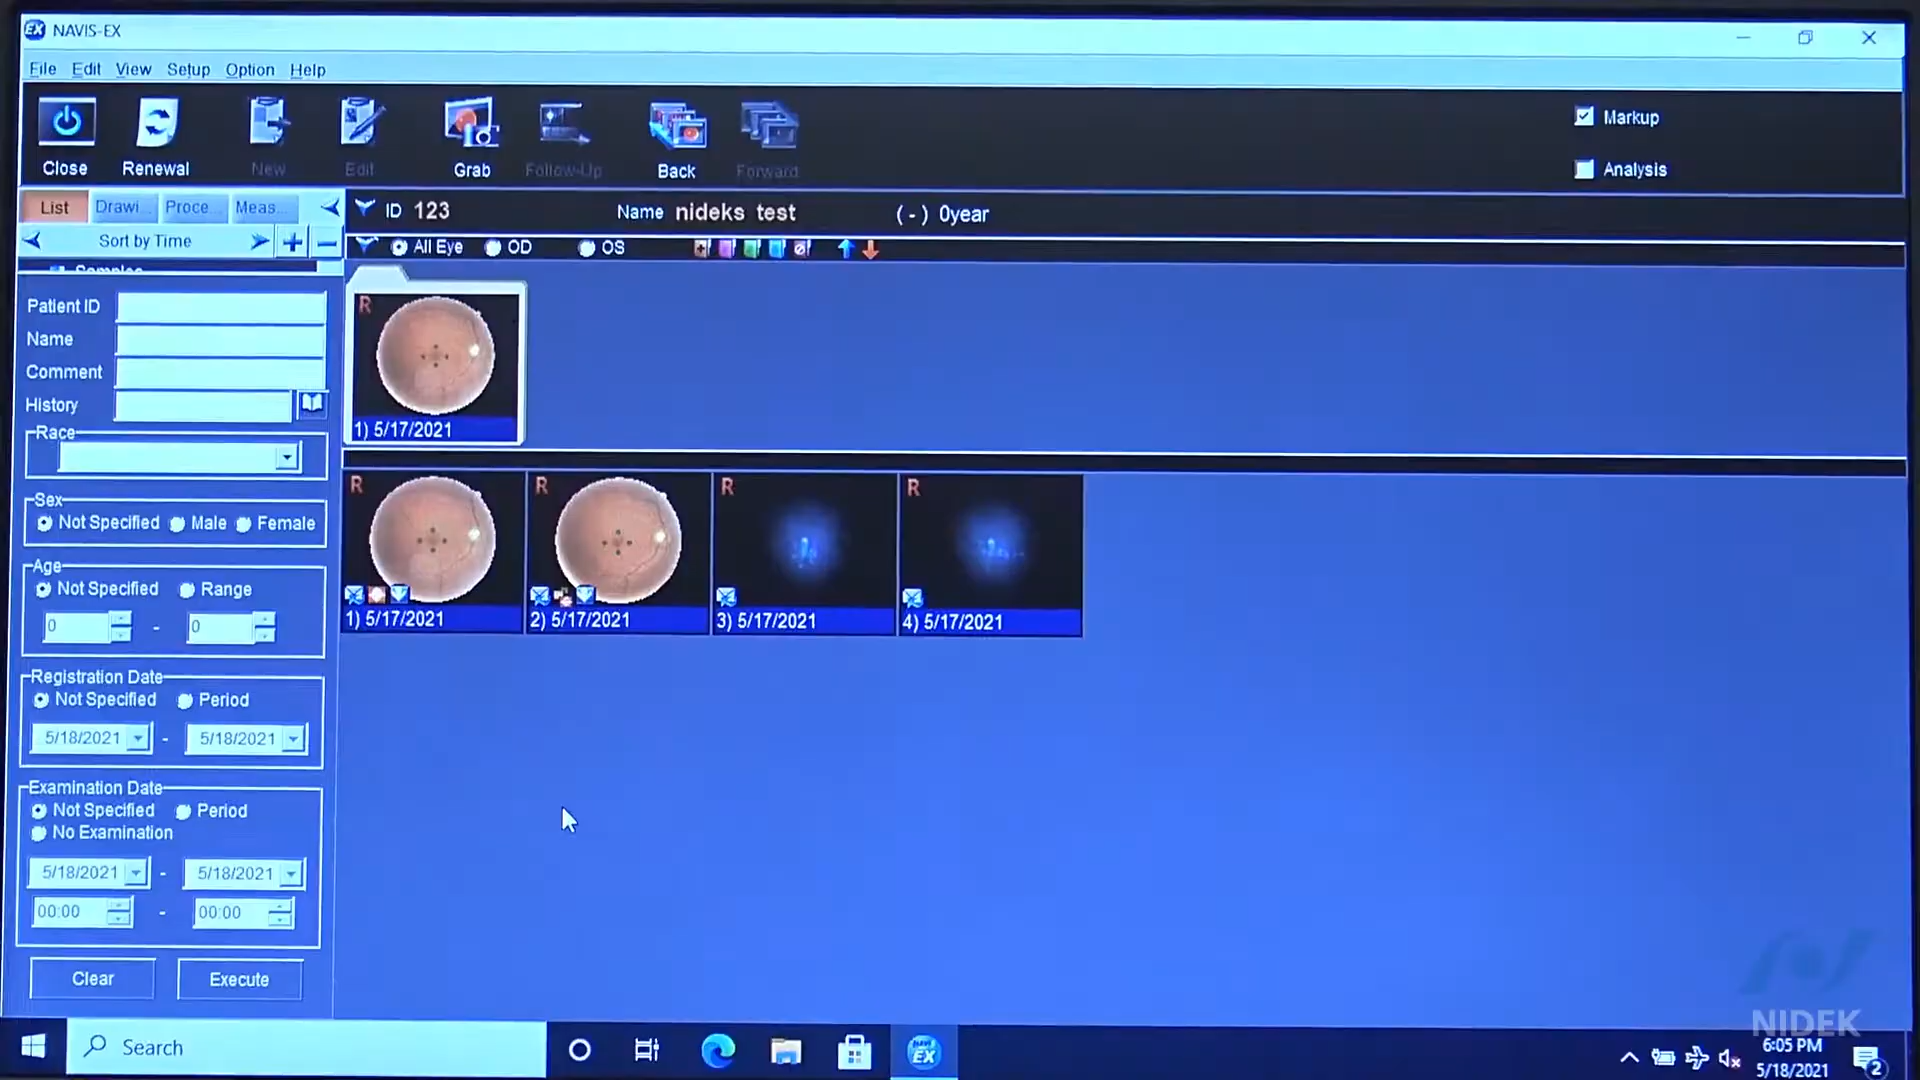 EX NAVIS-EX
File Edit View Setup Option Help
Close Renewal New Edit Grab Follow-Up Back Forward
Markup
Analysis
List Drawi... Proce... Meas...
ID 123 Name nideks test (-) 0year
Sort by Time
All Eye OD OS
Samples
Patient ID
Name
Comment
History
Race
Sex
Not Specified Male Female
Age
Not Specified Range
0 - 0
Registration Date
Not Specified Period
5/18/2021 - 5/18/2021
Examination Date
Not Specified Period
No Examination
5/18/2021 - 5/18/2021
00:00 - 00:00
Clear Execute
R
1) 5/17/2021
R R R R
1) 5/17/2021 2) 5/17/2021 3) 5/17/2021 4) 5/17/2021
NIDEK
Search
NAVIS EX
6:05 PM
5/18/2021
2